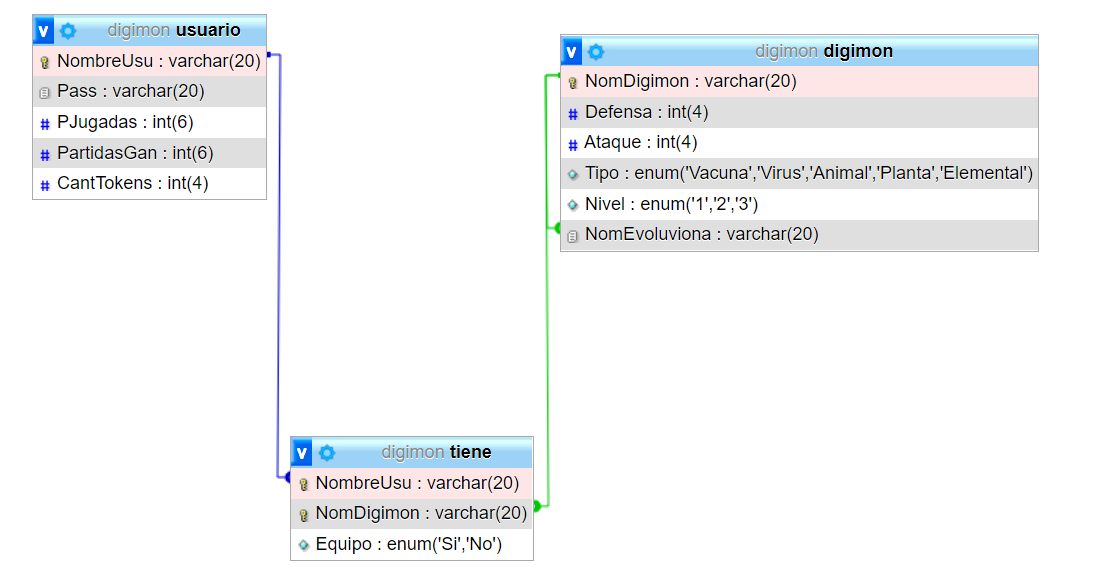 v digimon usuario
NombreUsu : varchar(20)
Pass : varchar(20)
# PJugadas : int(6)
# PartidasGan : int(6)
# CantTokens : int(4)
v digimon digimon
NomDigimon : varchar(20)
# Defensa : int(4)
# Ataque : int(4)
Tipo : enum('Vacuna','Virus','Animal','Planta','Elemental')
Nivel : enum('1','2','3')
NomEvoluviona : varchar(20)
v digimon tiene
NombreUsu : varchar(20)
NomDigimon : varchar(20)
Equipo : enum('Si','No')